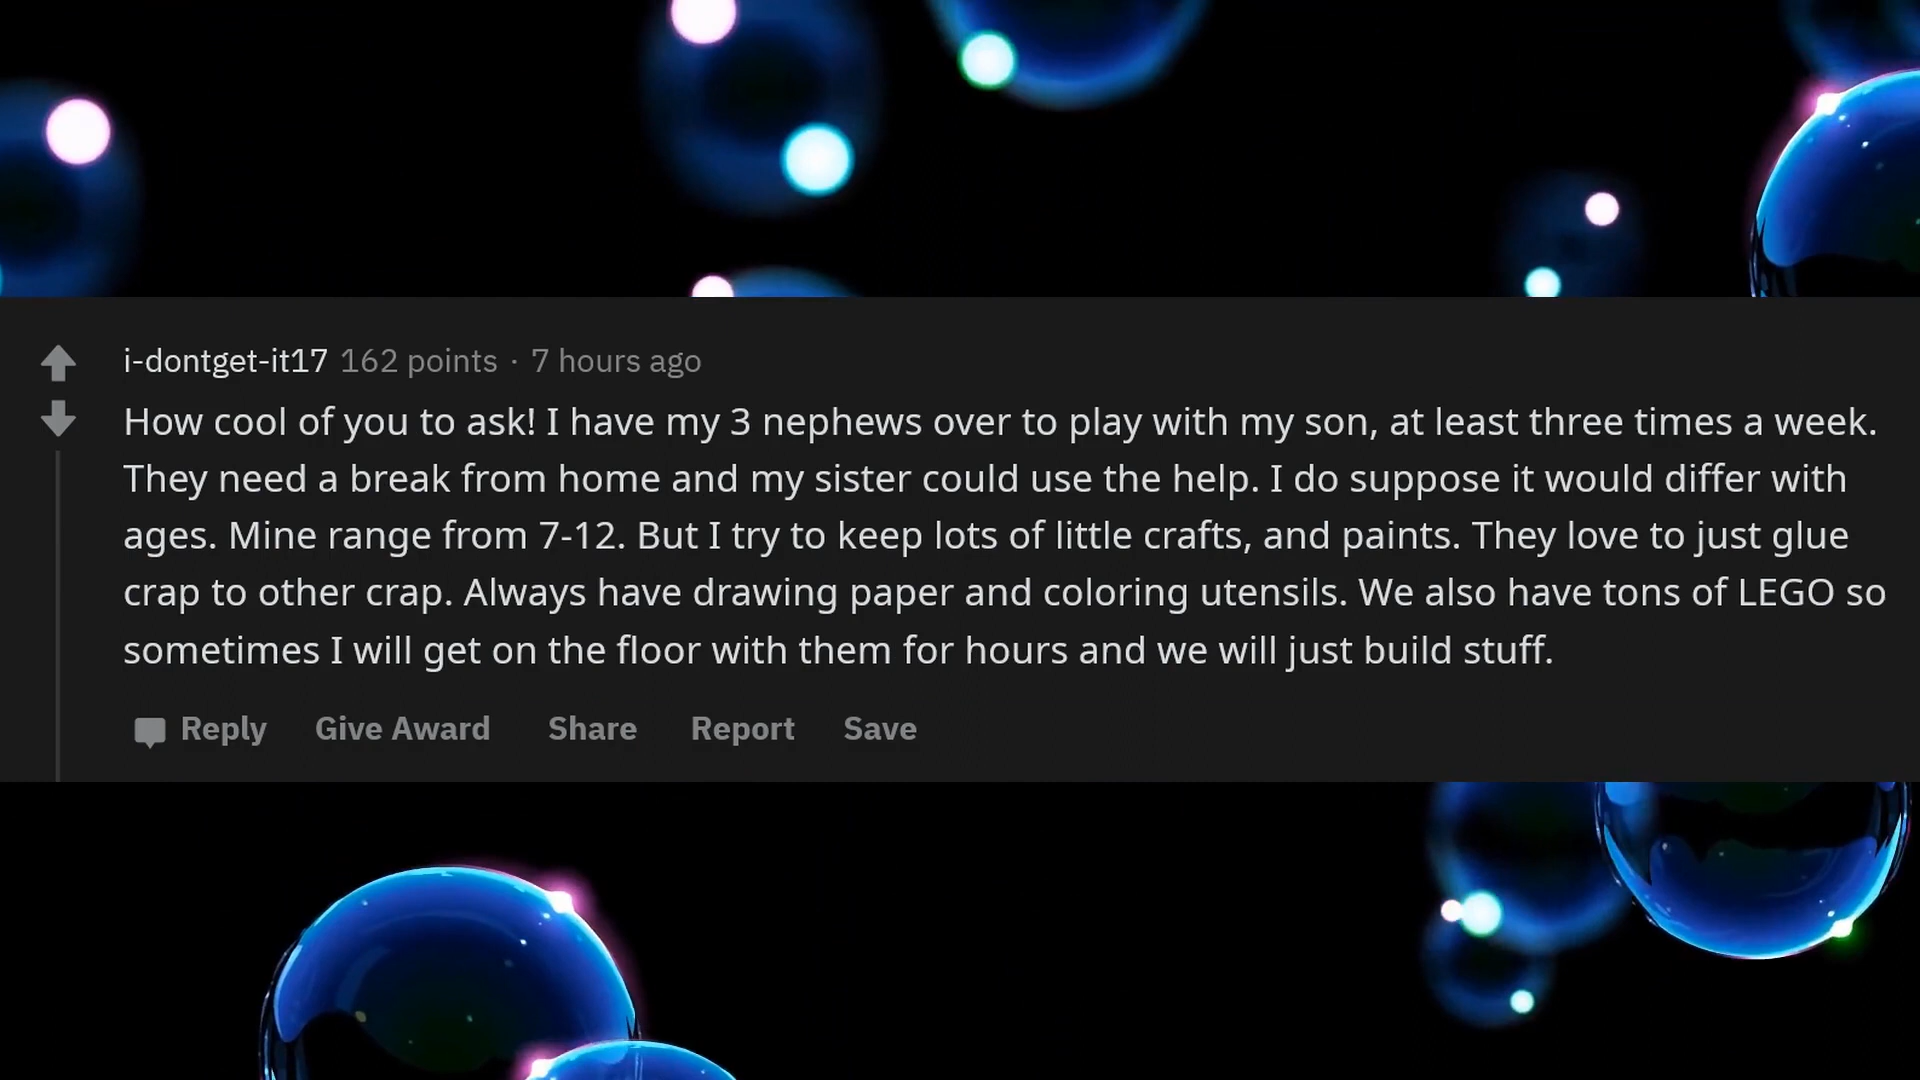 i-dontget-it17 162 points · 7 hours ago
How cool of you to ask! I have my 3 nephews over to play with my son, at least three times a week.
They need a break from home and my sister could use the help. I do suppose it would differ with
ages. Mine range from 7-12. But I try to keep lots of little crafts, and paints. They love to just glue
crap to other crap. Always have drawing paper and coloring utensils. We also have tons of LEGO so
sometimes I will get on the floor with them for hours and we will just build stuff.
Reply Give Award Share Report Save